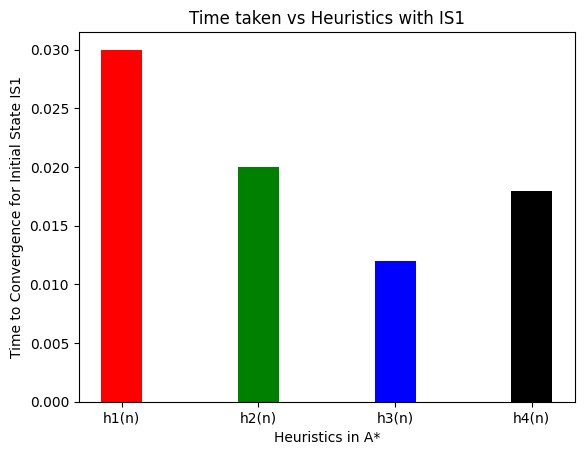 Time taken vs Heuristics with IS1
Time to Convergence for Initial State IS1
0.030
0.025
0.020
0.015
0.010
0.005
0.000
h1(n)
h2(n)
h3(n)
h4(n)
Heuristics in A*